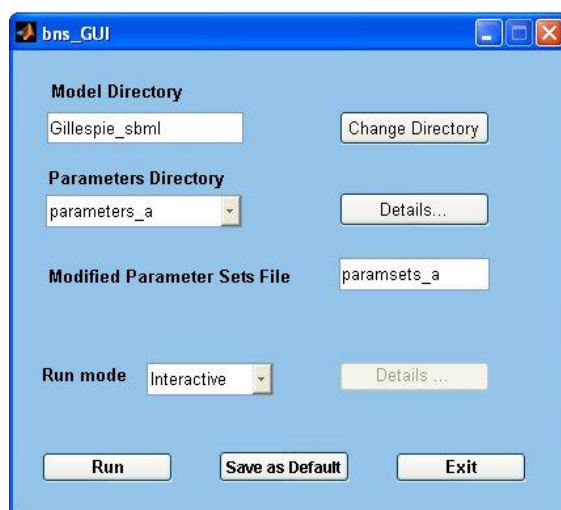 bns_GUI
Model Directory
Gillespie_sbml
Change Directory
Parameters Directory
parameters_a
Details...
Modified Parameter Sets File
paramsets_a
Run mode
Interactive
Details ...
Run
Save as Default
Exit